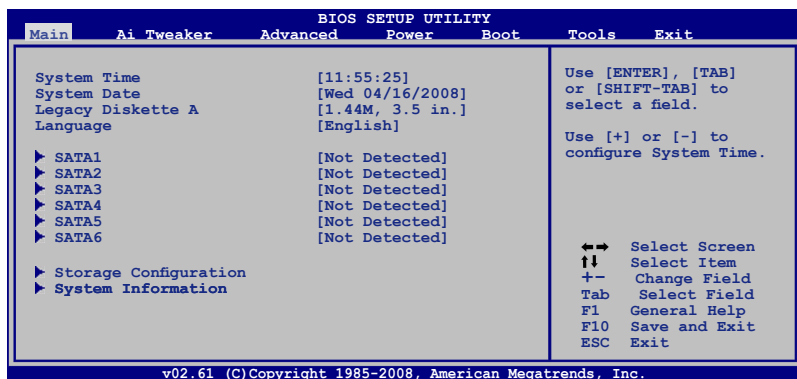 BIOS SETUP UTILITY
Main Ai Tweaker Advanced Power Boot Tools Exit
System Time [11:55:25]
System Date [Wed 04/16/2008]
Legacy Diskette A [1.44M, 3.5 in.]
Language [English]
SATA1 [Not Detected]
SATA2 [Not Detected]
SATA3 [Not Detected]
SATA4 [Not Detected]
SATA5 [Not Detected]
SATA6 [Not Detected]
Storage Configuration
System Information
Use [ENTER], [TAB]
or [SHIFT-TAB] to
select a field.
Use [+] or [-] to
configure System Time.
←→ Select Screen
↑↓ Select Item
+- Change Field
Tab Select Field
F1 General Help
F10 Save and Exit
ESC Exit
v02.61 (C)Copyright 1985-2008, American Megatrends, Inc.